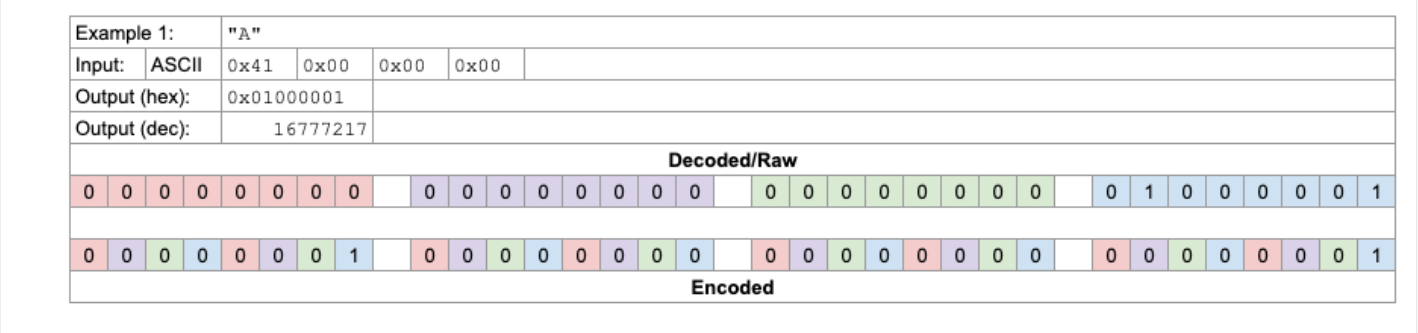 Example 1: "A"
Input: ASCII 0x41 0x00 0x00 0x00
Output (hex): 0x01000001
Output (dec): 16777217
Decoded/Raw
0 0 0 0 0 0 0 0 0 0 0 0 0 0 0 0 0 0 0 0 0 0 0 0 0 1 0 0 0 0 0 1
0 0 0 0 0 0 0 1 0 0 0 0 0 0 0 0 0 0 0 0 0 0 0 0 0 0 0 0 0 0 0 1
Encoded